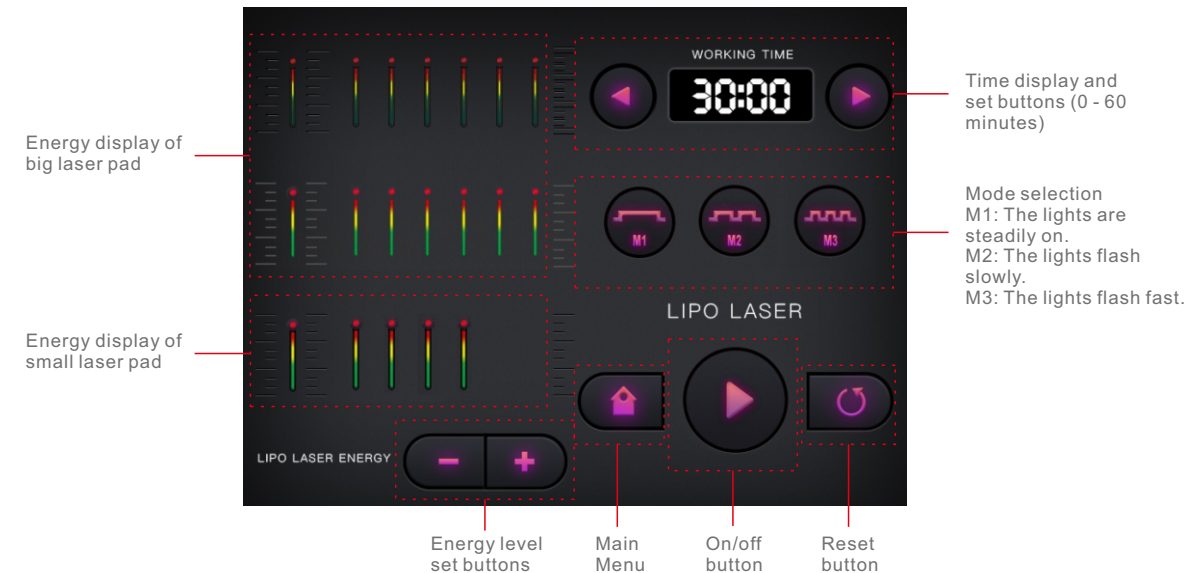 WORKING TIME
30:00
Time display and
set buttons (0 - 60
minutes)
Energy display of
big laser pad
Mode selection
M1: The lights are
steadily on.
M2: The lights flash
slowly.
M3: The lights flash fast.
M1
M2
M3
LIPO LASER
Energy display of
small laser pad
LIPO LASER ENERGY
Energy level
set buttons
Main
Menu
On/off
button
Reset
button